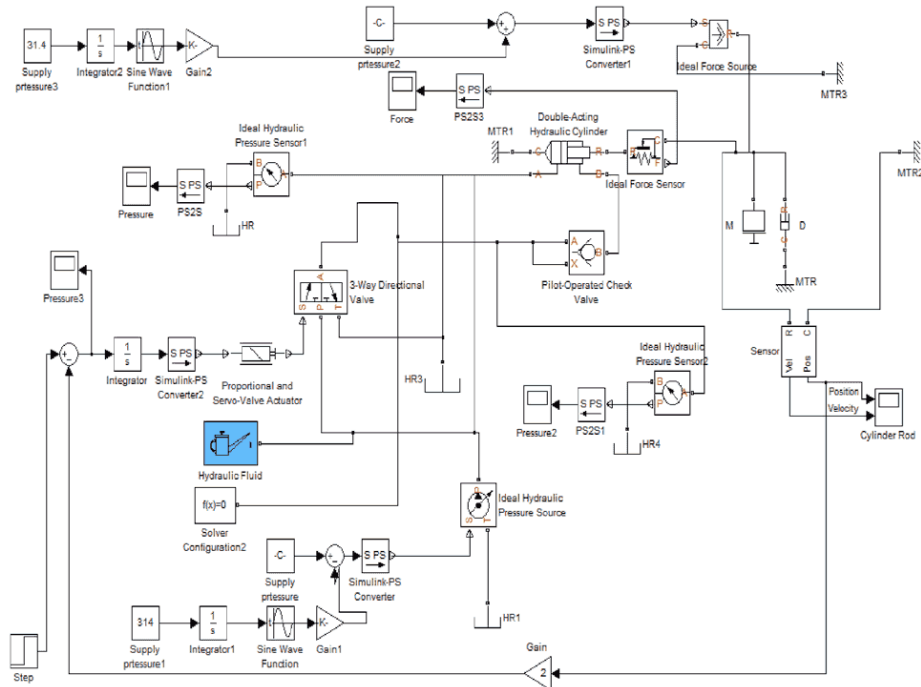 31.4
1
s
t
K-
Supply
prtessure3
Integrator2
Sine Wave
Function1
Gain2
-C-
Supply
prtessure2
S PS
Simulink-PS
Converter1
S
C
R
Ideal Force Source
MTR3
Force
S PS
PS2S3
Double-Acting
Hydraulic Cylinder
MTR1
C
R
A
B
R
C
F
Ideal Force Sensor
MTR2
Ideal Hydraulic
Pressure Sensor1
B
P
A
Pressure
S PS
PS2S
HR
M
R
C
D
MTR
A
X
B
Pilot-Operated Check
Valve
A
S
P
T
3-Way Directional
Valve
Pressure3
1
s
Integrator
S PS
Simulink-PS
Converter2
Proportional and
Servo-Valve Actuator
HR3
Ideal Hydraulic
Pressure Sensor2
B
P
A
Pressure2
S PS
PS2S1
HR4
R
C
Sensor
Vel
Pos
Position
Velocity
Cylinder Rod
Hydraulic Fluid
f(x)=0
Solver
Configuration2
P
S
T
Ideal Hydraulic
Pressure Source
-C-
Supply
prtessure
S PS
Simulink-PS
Converter
HR1
314
1
s
t
K-
Supply
prtessure1
Integrator1
Sine Wave
Function
Gain1
Step
Gain
2